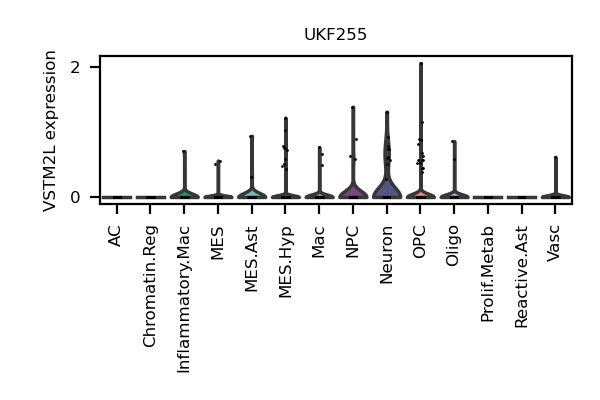 UKF255
VSTM2L expression
2
0
AC
Chromatin.Reg
Inflammatory.Mac
MES
MES.Ast
MES.Hyp
Mac
NPC
Neuron
OPC
Oligo
Prolif.Metab
Reactive.Ast
Vasc